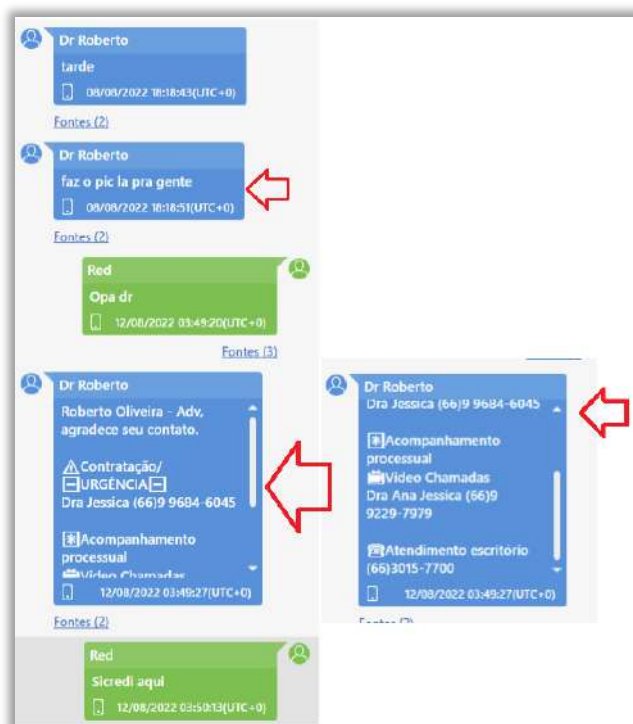 Dr Roberto
tarde
08/08/2022 18:18:43(UTC+0)
Fontes (2)
Dr Roberto
faz o pic la pra gente
08/08/2022 18:18:51(UTC+0)
Fontes (2)
Red
Opa dr
12/08/2022 03:49:20(UTC+0)
Fontes (3)
Dr Roberto
Roberto Oliveira - Adv,
agradece seu contato.
Contratação/
URGÊNCIA
Dra Jessica (66)9 9684-6045
Acompanhamento
processual
Vídeo Chamadas
12/08/2022 03:49:27(UTC+0)
Fontes (2)
Red
Sicredi aqui
12/08/2022 03:50:13(UTC+0)
Dr Roberto
Dra Jessica (66)9 9684-6045
Acompanhamento
processual
Vídeo Chamadas
Dra Ana Jessica (66)9
9229-7979
Atendimento escritório
(66)3015-7700
12/08/2022 03:49:27(UTC+0)